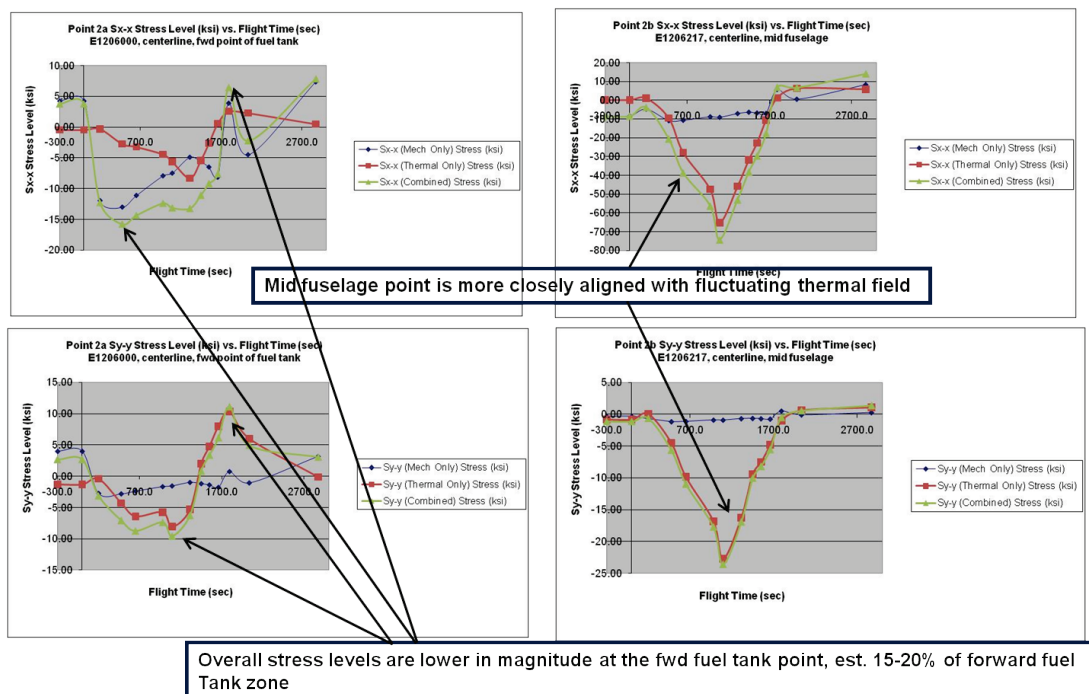 Point 2a Sx-x Stress Level (ksi) vs. Flight Time (sec)
E1206000, centerline, fwd point of fuel tank
10.00
5.00
0.00
-5.00
-10.00
-15.00
-20.00
-300.0 700.0 1700.0 2700.0
Sx-x Stress Level (ksi)
Flight Time (sec)
Sx-x (Mech Only) Stress (ksi)
Sx-x (Thermal Only) Stress (ksi)
Sx-x (Combined) Stress (ksi)
Point 2b Sx-x Stress Level (ksi) vs. Flight Time (sec)
E1206217, centerline, mid fuselage
20.00
10.00
0.00
-10.00
-20.00
-30.00
-40.00
-50.00
-60.00
-70.00
-80.00
-300.0 700.0 1700.0 2700.0
Sx-x Stress Level (ksi)
Flight Time (sec)
Sx-x (Mech Only) Stress (ksi)
Sx-x (Thermal Only) Stress (ksi)
Sx-x (Combined) Stress (ksi)
Mid fuselage point is more closely aligned with fluctuating thermal field
Point 2a Sy-y Stress Level (ksi) vs. Flight Time (sec)
E1206000, centerline, fwd point of fuel tank
15.00
10.00
5.00
0.00
-5.00
-10.00
-15.00
-300.0 700.0 1700.0 2700.0
Sy-y Stress Level (ksi)
Flight Time (sec)
Sy-y (Mech Only) Stress (ksi)
Sy-y (Thermal Only) Stress (ksi)
Sy-y (Combined) Stress (ksi)
Point 2b Sy-y Stress Level (ksi) vs. Flight Time (sec)
E1206217, centerline, mid fuselage
5.00
0.00
-5.00
-10.00
-15.00
-20.00
-25.00
-300.0 700.0 1700.0 2700.0
Sy-y Stress Level (ksi)
Flight Time (sec)
Sy-y (Mech Only) Stress (ksi)
Sy-y (Thermal Only) Stress (ksi)
Sy-y (Combined) Stress (ksi)
Overall stress levels are lower in magnitude at the fwd fuel tank point, est. 15-20% of forward fuel
Tank zone